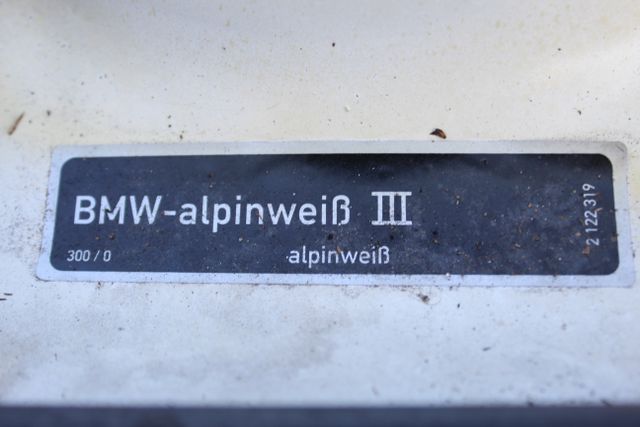 BMW-alpinweiß III
300 / 0
alpinweiß
2 122 319